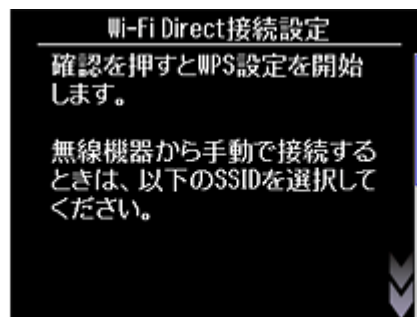 Wi-Fi Direct接続設定
確認を押すとWPS設定を開始
します。
無線機器から手動で接続する
ときは、以下のSSIDを選択して
ください。